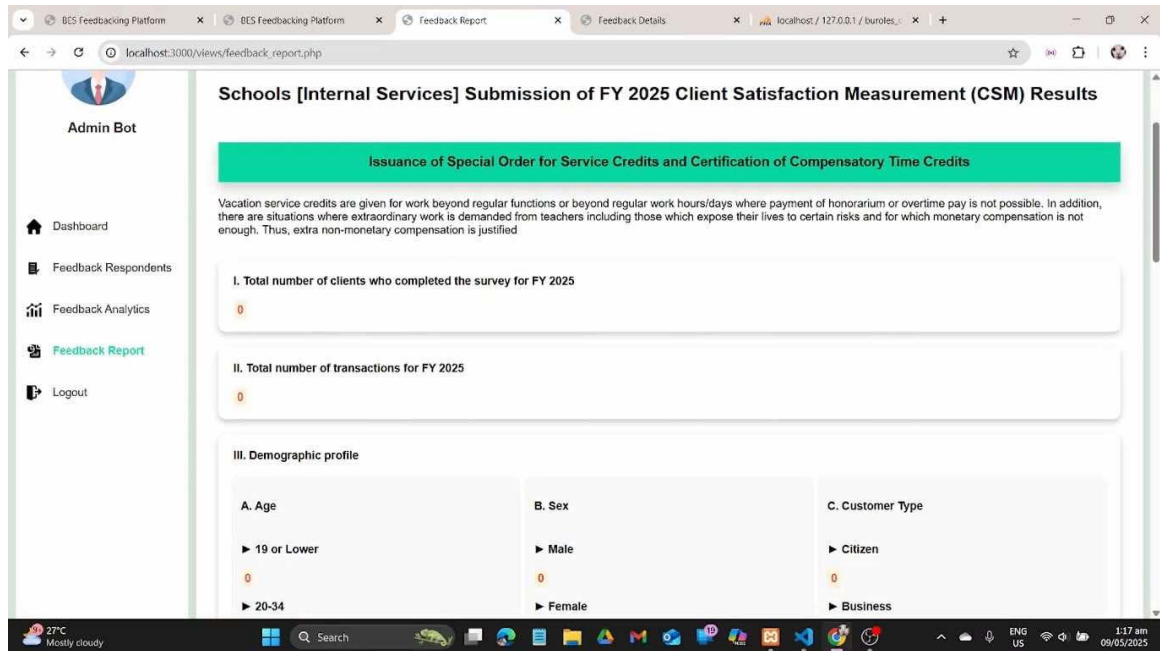 BES Feedbacking Platform
BES Feedbacking Platform
Feedback Report
Feedback Details
localhost / 127.0.0.1 / buroles_
localhost:3000/views/feedback_report.php
Admin Bot
Dashboard
Feedback Respondents
Feedback Analytics
Feedback Report
Logout
Schools [Internal Services] Submission of FY 2025 Client Satisfaction Measurement (CSM) Results
Issuance of Special Order for Service Credits and Certification of Compensatory Time Credits
Vacation service credits are given for work beyond regular functions or beyond regular work hours/days where payment of honorarium or overtime pay is not possible. In addition,
there are situations where extraordinary work is demanded from teachers including those which expose their lives to certain risks and for which monetary compensation is not
enough. Thus, extra non-monetary compensation is justified
I. Total number of clients who completed the survey for FY 2025
0
II. Total number of transactions for FY 2025
0
III. Demographic profile
A. Age
► 19 or Lower
0
► 20-34
B. Sex
► Male
0
► Female
C. Customer Type
► Citizen
0
► Business
27°C
Mostly cloudy
Search
19
ENG
US
1:17 am
09/05/2025